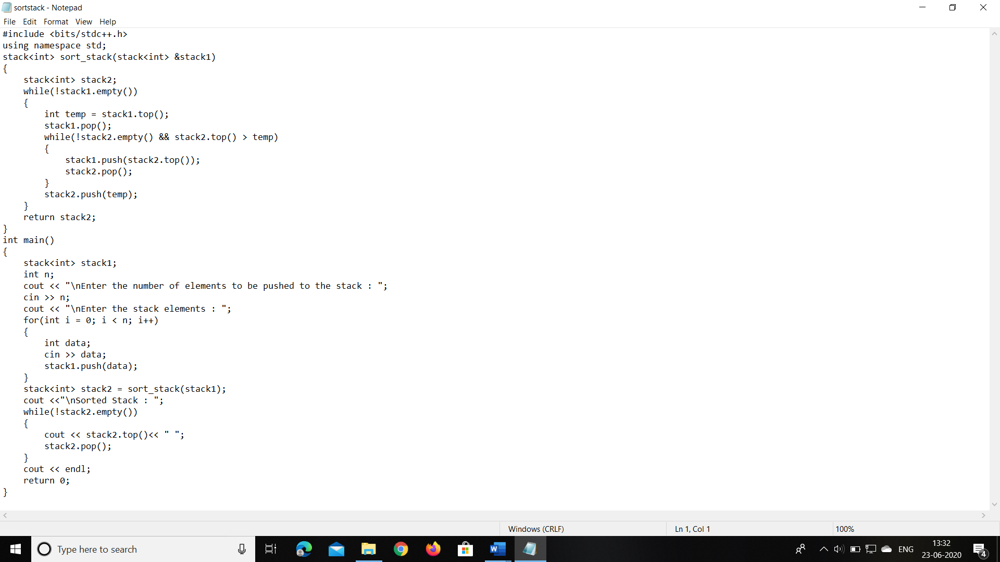 sortstack - Notepad
File Edit Format View Help
#include <bits/stdc++.h>
using namespace std;
stack<int> sort_stack(stack<int> &stack1)
{
    stack<int> stack2;
    while(!stack1.empty())
    {
        int temp = stack1.top();
        stack1.pop();
        while(!stack2.empty() && stack2.top() > temp)
        {
            stack1.push(stack2.top());
            stack2.pop();
        }
        stack2.push(temp);
    }
    return stack2;
}
int main()
{
    stack<int> stack1;
    int n;
    cout << "\nEnter the number of elements to be pushed to the stack : ";
    cin >> n;
    cout << "\nEnter the stack elements : ";
    for(int i = 0; i < n; i++)
    {
        int data;
        cin >> data;
        stack1.push(data);
    }
    stack<int> stack2 = sort_stack(stack1);
    cout <<"\nSorted Stack : ";
    while(!stack2.empty())
    {
        cout << stack2.top()<< " ";
        stack2.pop();
    }
    cout << endl;
    return 0;
}
Windows (CRLF) Ln 1, Col 1 100%
Type here to search
W
ENG
13:32
23-06-2020
4